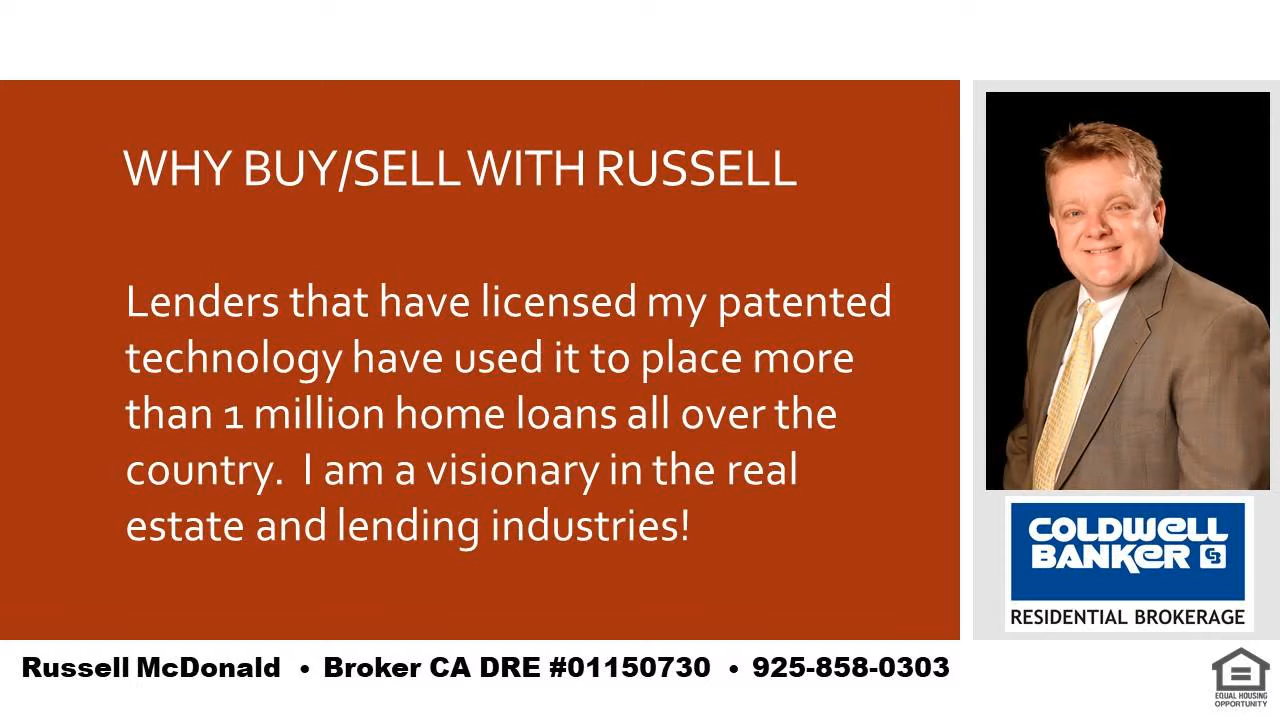 WHY BUY/SELL WITH RUSSELL
Lenders that have licensed my patented
technology have used it to place more
than 1 million home loans all over the
country.  I am a visionary in the real
estate and lending industries!
COLDWELL
BANKER CB
RESIDENTIAL BROKERAGE
Russell McDonald • Broker CA DRE #01150730 • 925-858-0303
EQUAL HOUSING
OPPORTUNITY